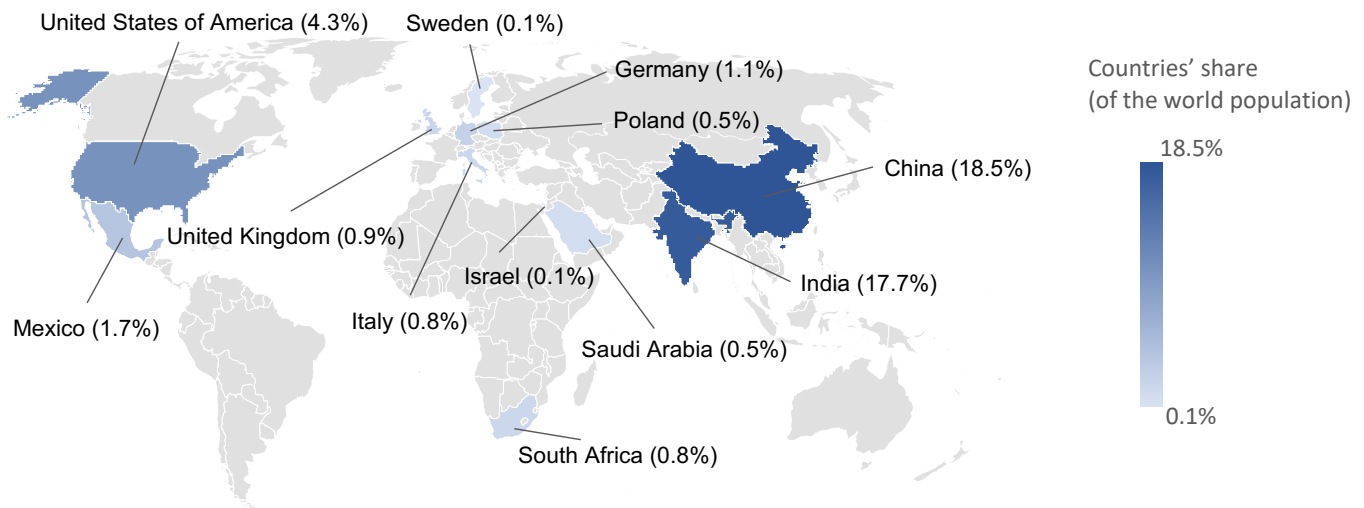 United States of America (4.3%)
Sweden (0.1%)
Germany (1.1%)
Poland (0.5%)
China (18.5%)
United Kingdom (0.9%)
Israel (0.1%)
India (17.7%)
Mexico (1.7%)
Italy (0.8%)
Saudi Arabia (0.5%)
South Africa (0.8%)
Countries’ share
(of the world population)
18.5%
0.1%